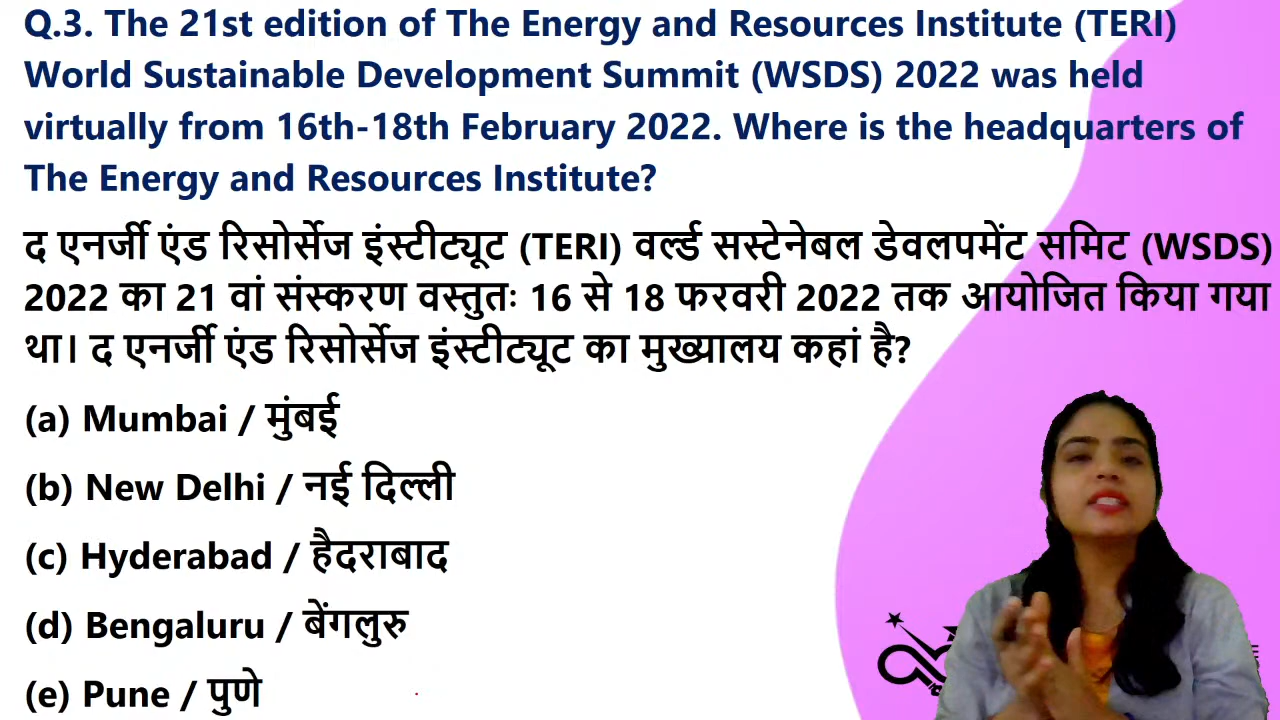 Q.3. The 21st edition of The Energy and Resources Institute (TERI)
World Sustainable Development Summit (WSDS) 2022 was held
virtually from 16th-18th February 2022. Where is the headquarters of
The Energy and Resources Institute?
द एनर्जी एंड रिसोर्सेज इंस्टीट्यूट (TERI) वर्ल्ड सस्टेनेबल डेवलपमेंट समिट (WSDS)
2022 का 21 वां संस्करण वस्तुतः 16 से 18 फरवरी 2022 तक आयोजित किया गया
था। द एनर्जी एंड रिसोर्सेज इंस्टीट्यूट का मुख्यालय कहां है?
(a) Mumbai / मुंबई
(b) New Delhi / नई दिल्ली
(c) Hyderabad / हैदराबाद
(d) Bengaluru / बेंगलुरु
(e) Pune / पुणे